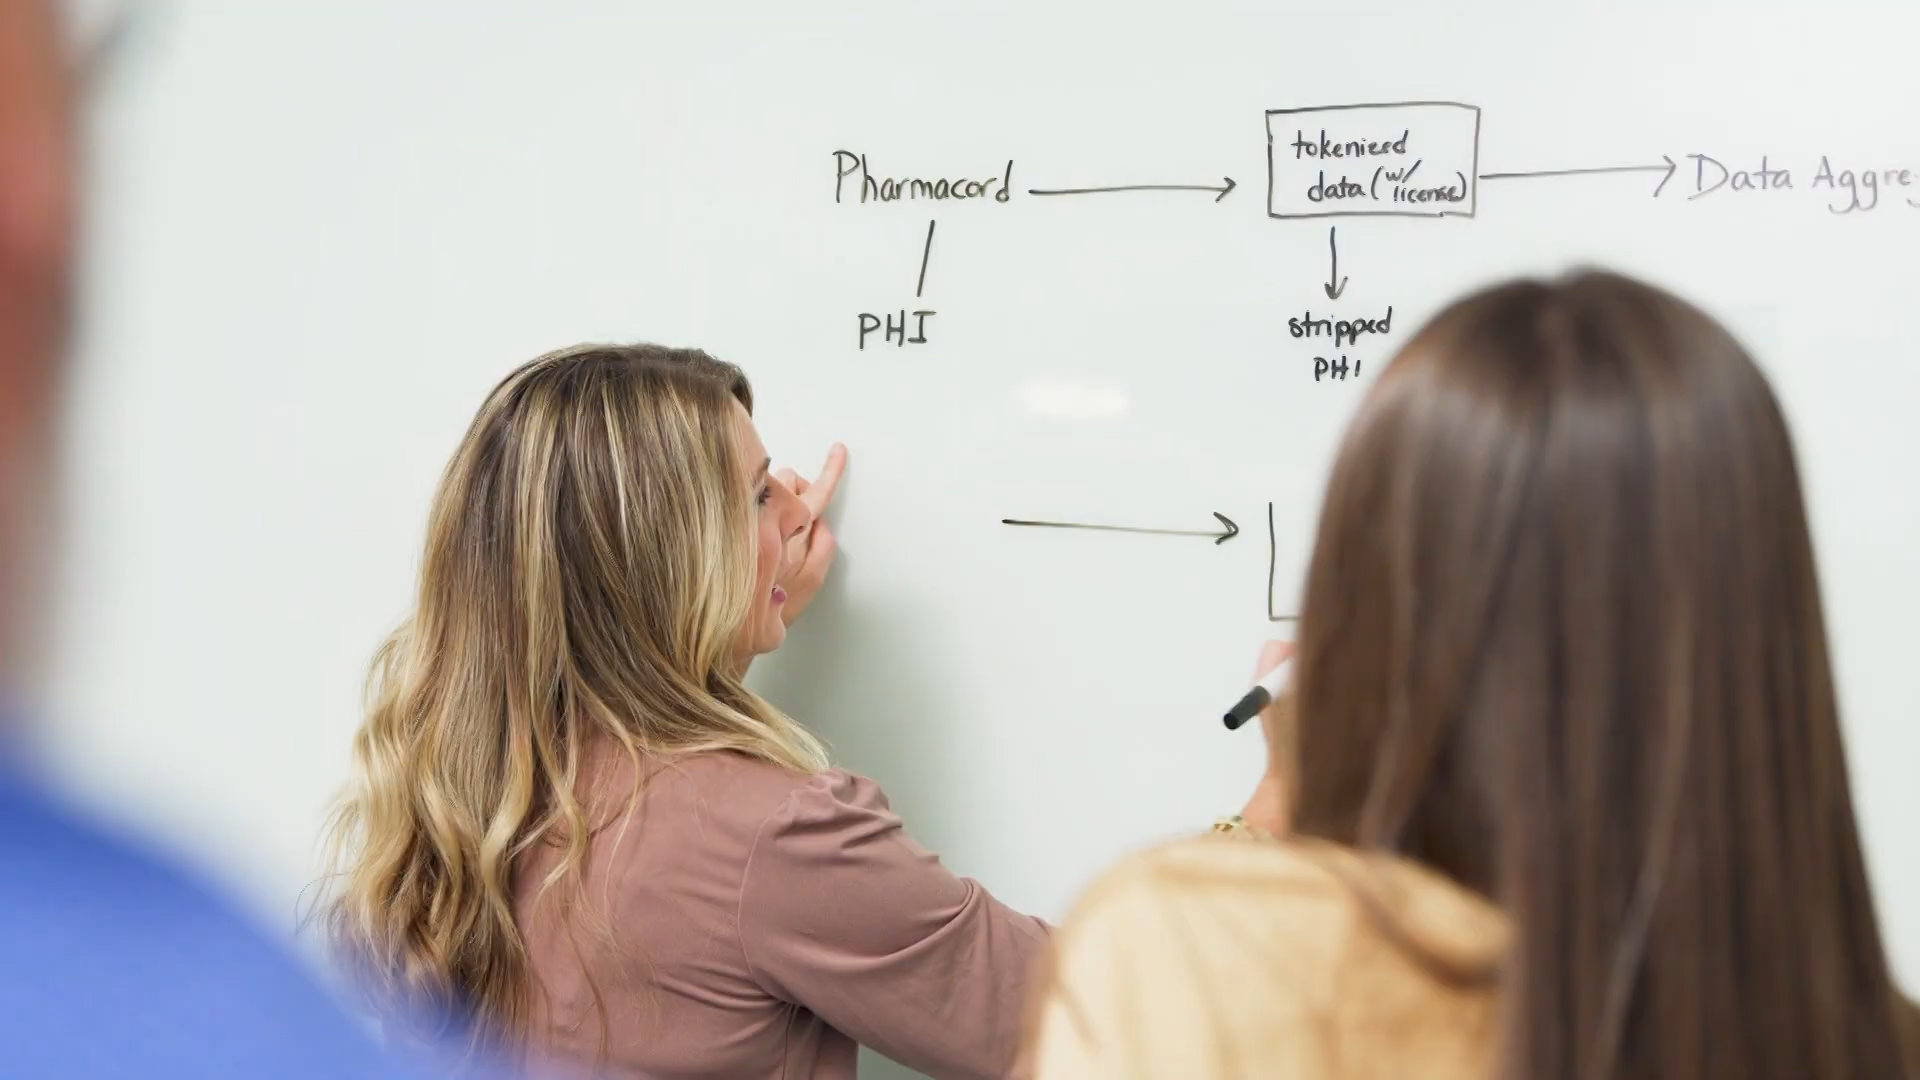 Pharmacord
tokenized
data (w/
license)
Data Aggre
PHI
stripped
PHI